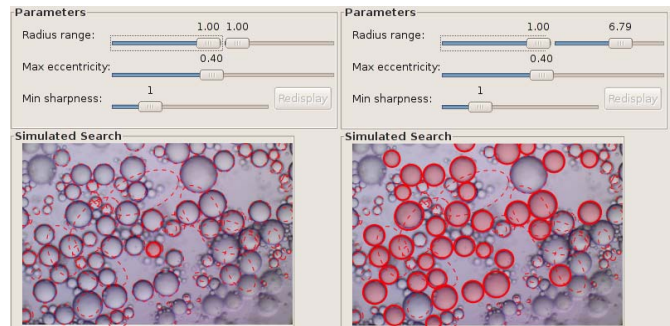 Parameters
1.00 1.00
Radius range:
0.40
Max eccentricity:
1
Min sharpness:
Redisplay
Simulated Search
Parameters
1.00 6.79
Radius range:
0.40
Max eccentricity:
1
Min sharpness:
Redisplay
Simulated Search